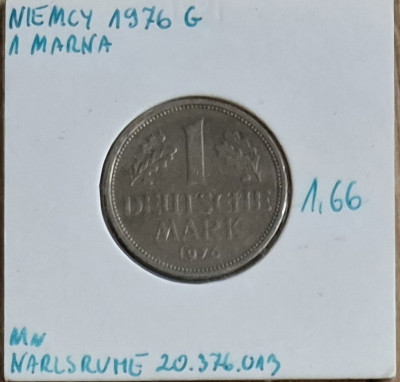 NIEMCY 1976 G
1 MARKA
1
DEUTSCHE
MARK
1976
1,66
MN
KARLSRUHE 20.376.013